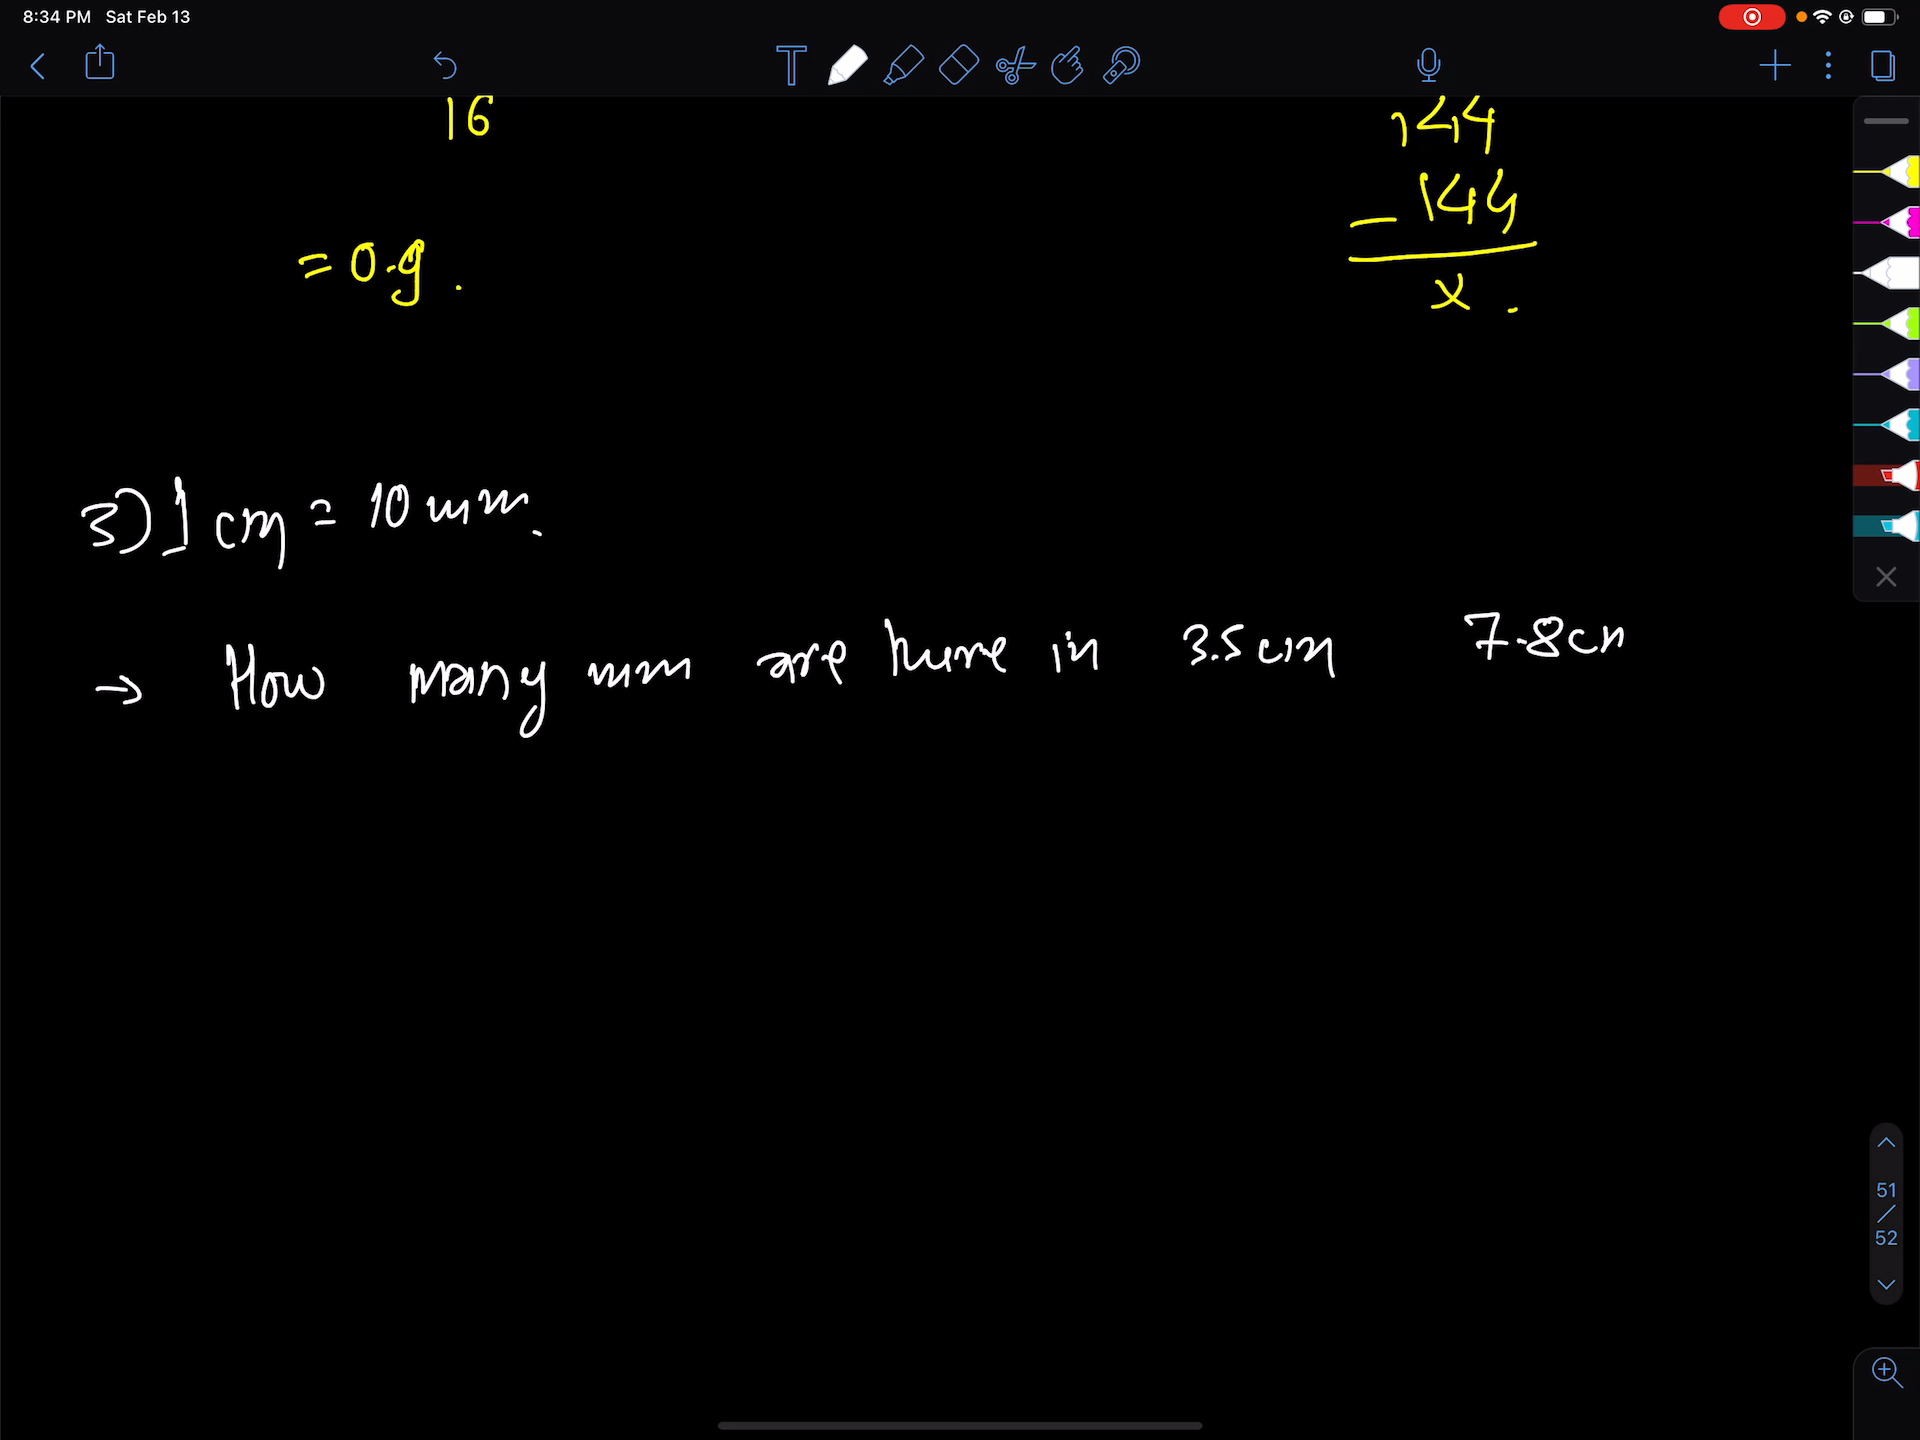 8:34 PM Sat Feb 13
16
144
- 144
= 0.9.
x.
3) 1 cm = 10 mm.
→ How many mm are here in 3.5 cm 7.8 cm
51
/
52